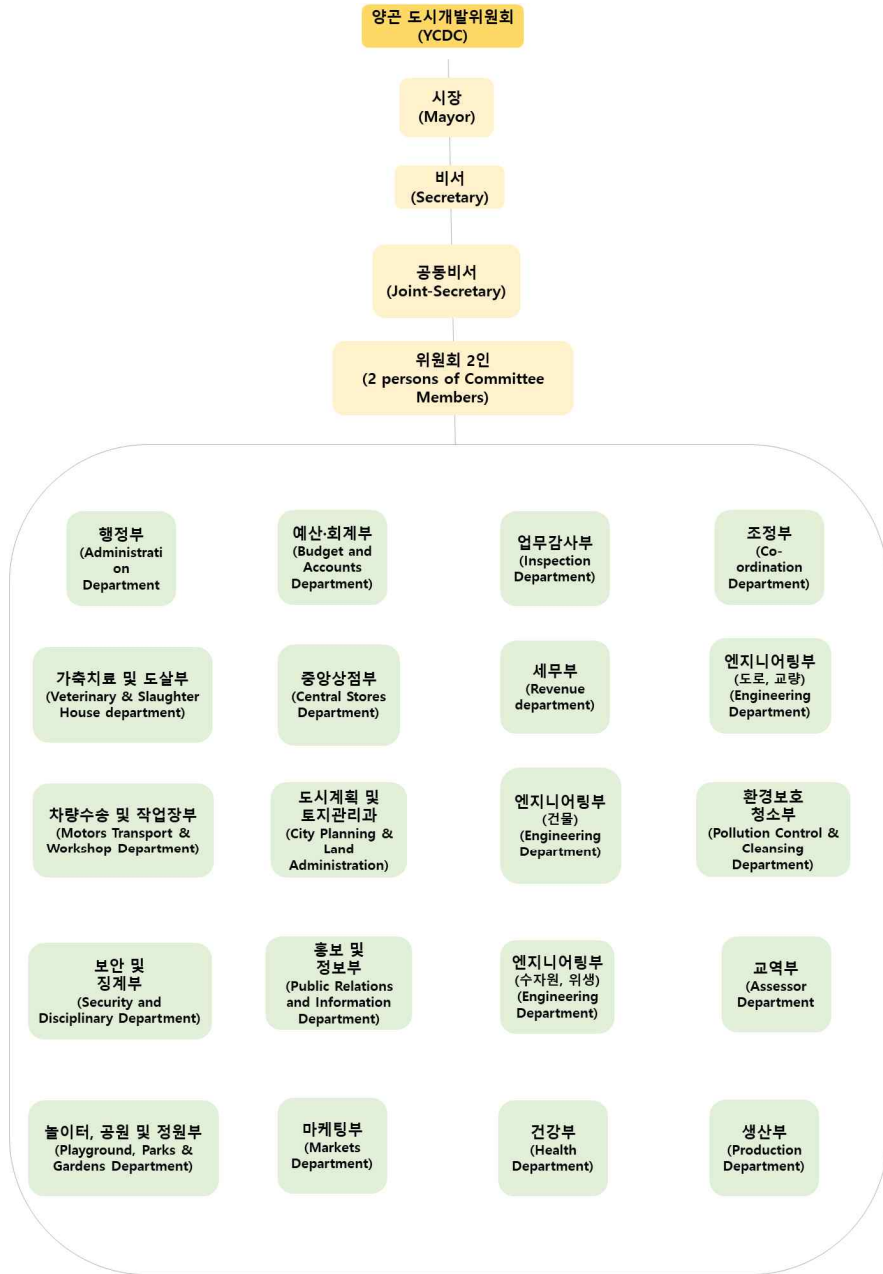 양곤 도시개발위원회
(YCDC)
시장
(Mayor)
비서
(Secretary)
공동비서
(Joint-Secretary)
위원회 2인
(2 persons of Committee
Members)
행정부
(Administrati
on
Department
예산·회계부
(Budget and
Accounts
Department)
업무감사부
(Inspection
Department)
조정부
(Co-
ordination
Department)
가축치료 및 도살부
(Veterinary & Slaughter
House department)
중앙상점부
(Central Stores
Department)
세무부
(Revenue
department)
엔지니어링부
(도로, 교량)
(Engineering
Department)
차량수송 및 작업장부
(Motors Transport &
Workshop Department)
도시계획 및
토지관리과
(City Planning &
Land
Administration)
엔지니어링부
(건물)
(Engineering
Department)
환경보호
청소부
(Pollution Control &
Cleansing
Department)
보안 및
징계부
(Security and
Disciplinary Department)
홍보 및
정보부
(Public Relations
and Information
Department)
엔지니어링부
(수자원, 위생)
(Engineering
Department)
교역부
(Assessor
Department
놀이터, 공원 및 정원부
(Playground, Parks &
Gardens Department)
마케팅부
(Markets
Department)
건강부
(Health
Department)
생산부
(Production
Department)